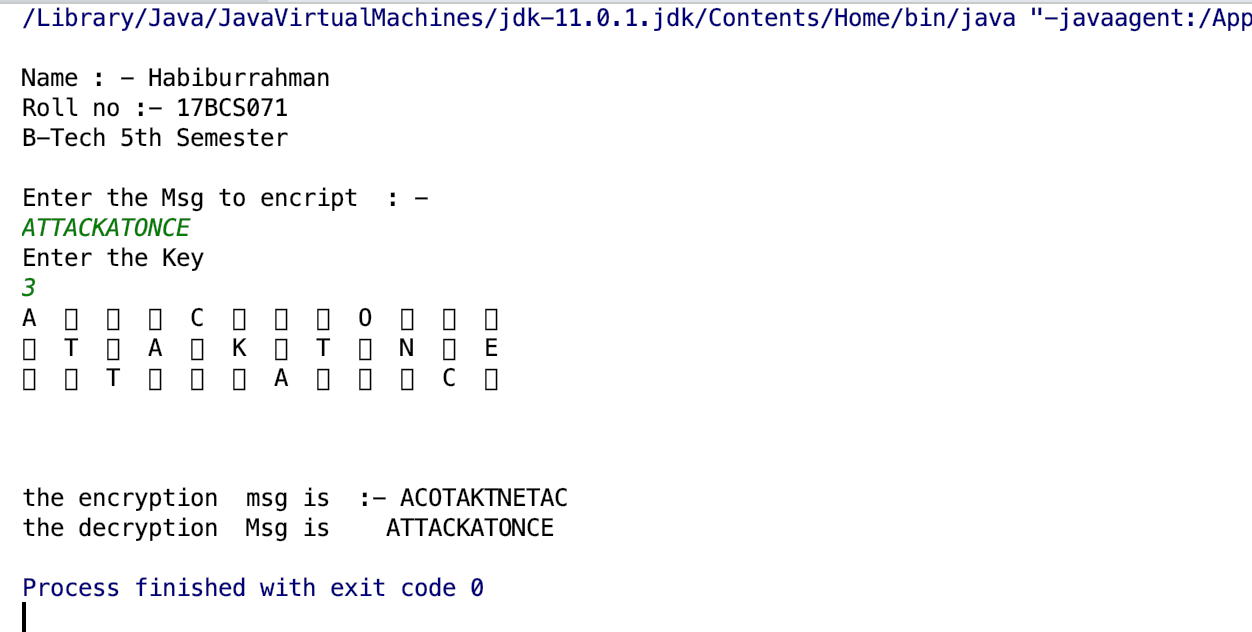 /Library/Java/JavaVirtualMachines/jdk-11.0.1.jdk/Contents/Home/bin/java "-javaagent:/App
Name : - Habiburrahman
Roll no :- 17BCS071
B-Tech 5th Semester
Enter the Msg to encript  : -
ATTACKATONCE
Enter the Key
3
A  ▯  ▯  ▯  C  ▯  ▯  ▯  O  ▯  ▯  ▯
▯  T  ▯  A  ▯  K  ▯  T  ▯  N  ▯  E
▯  ▯  T  ▯  ▯  ▯  A  ▯  ▯  ▯  C  ▯
the encryption  msg is  :- ACOTAKTNETAC
the decryption  Msg is    ATTACKATONCE
Process finished with exit code 0